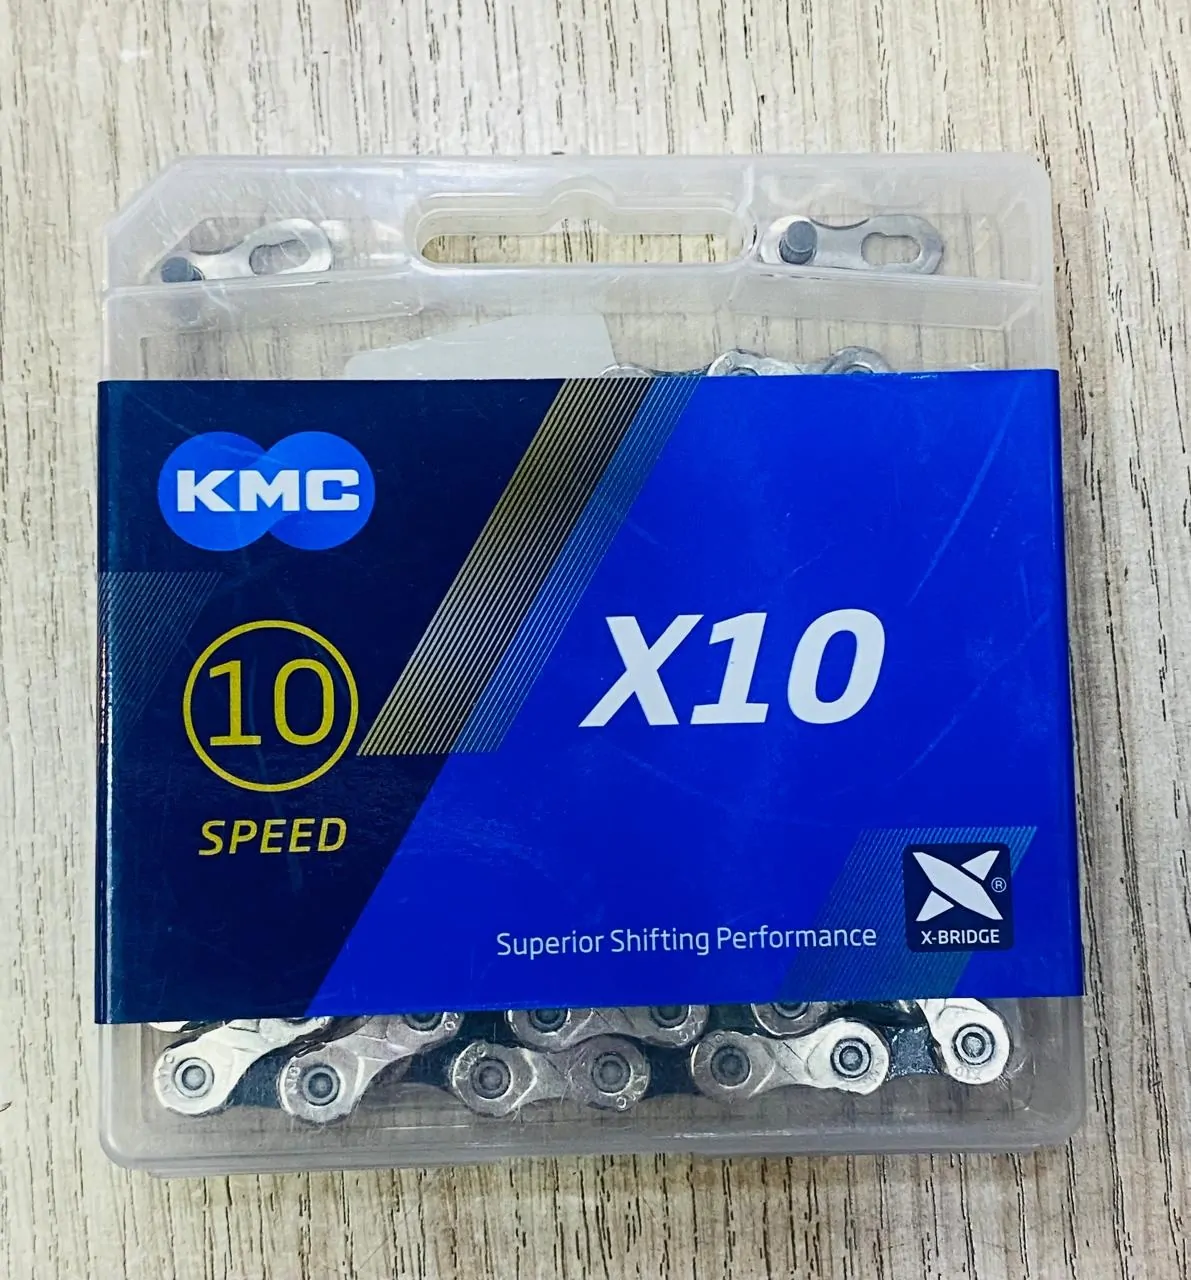 KMC
10
SPEED
X10
Superior Shifting Performance
®
X-BRIDGE